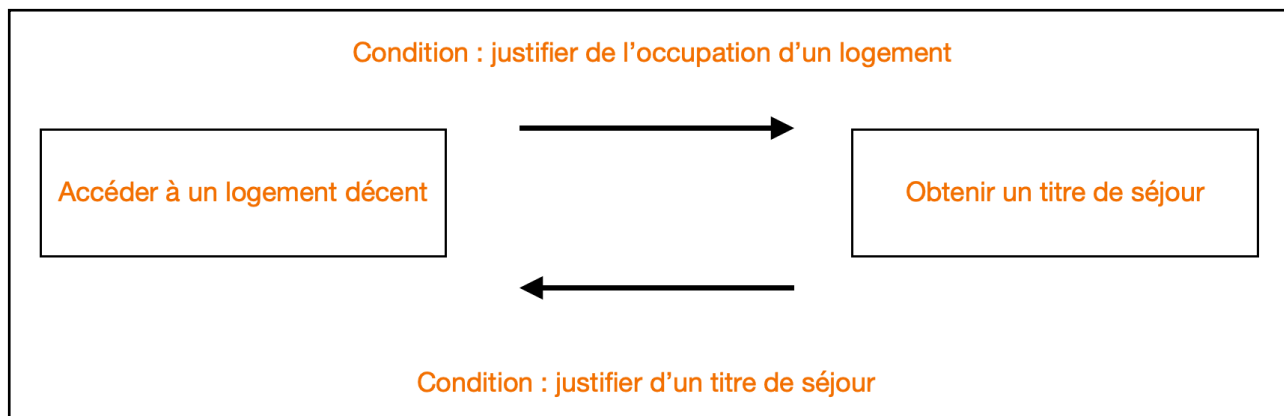 Condition : justifier de l’occupation d’un logement
Accéder à un logement décent
Obtenir un titre de séjour
Condition : justifier d’un titre de séjour